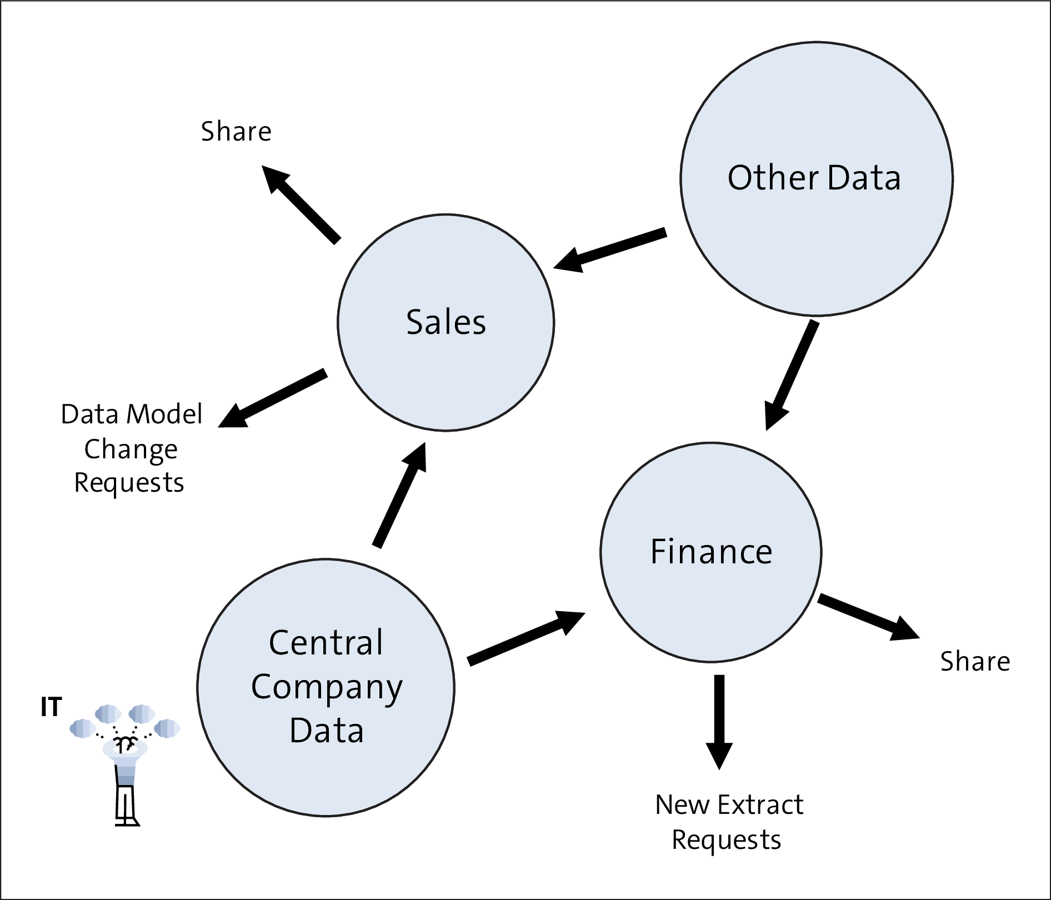 Share
Other Data
Sales
Data Model
Change
Requests
Finance
Central
Company
Data
Share
IT
New Extract
Requests